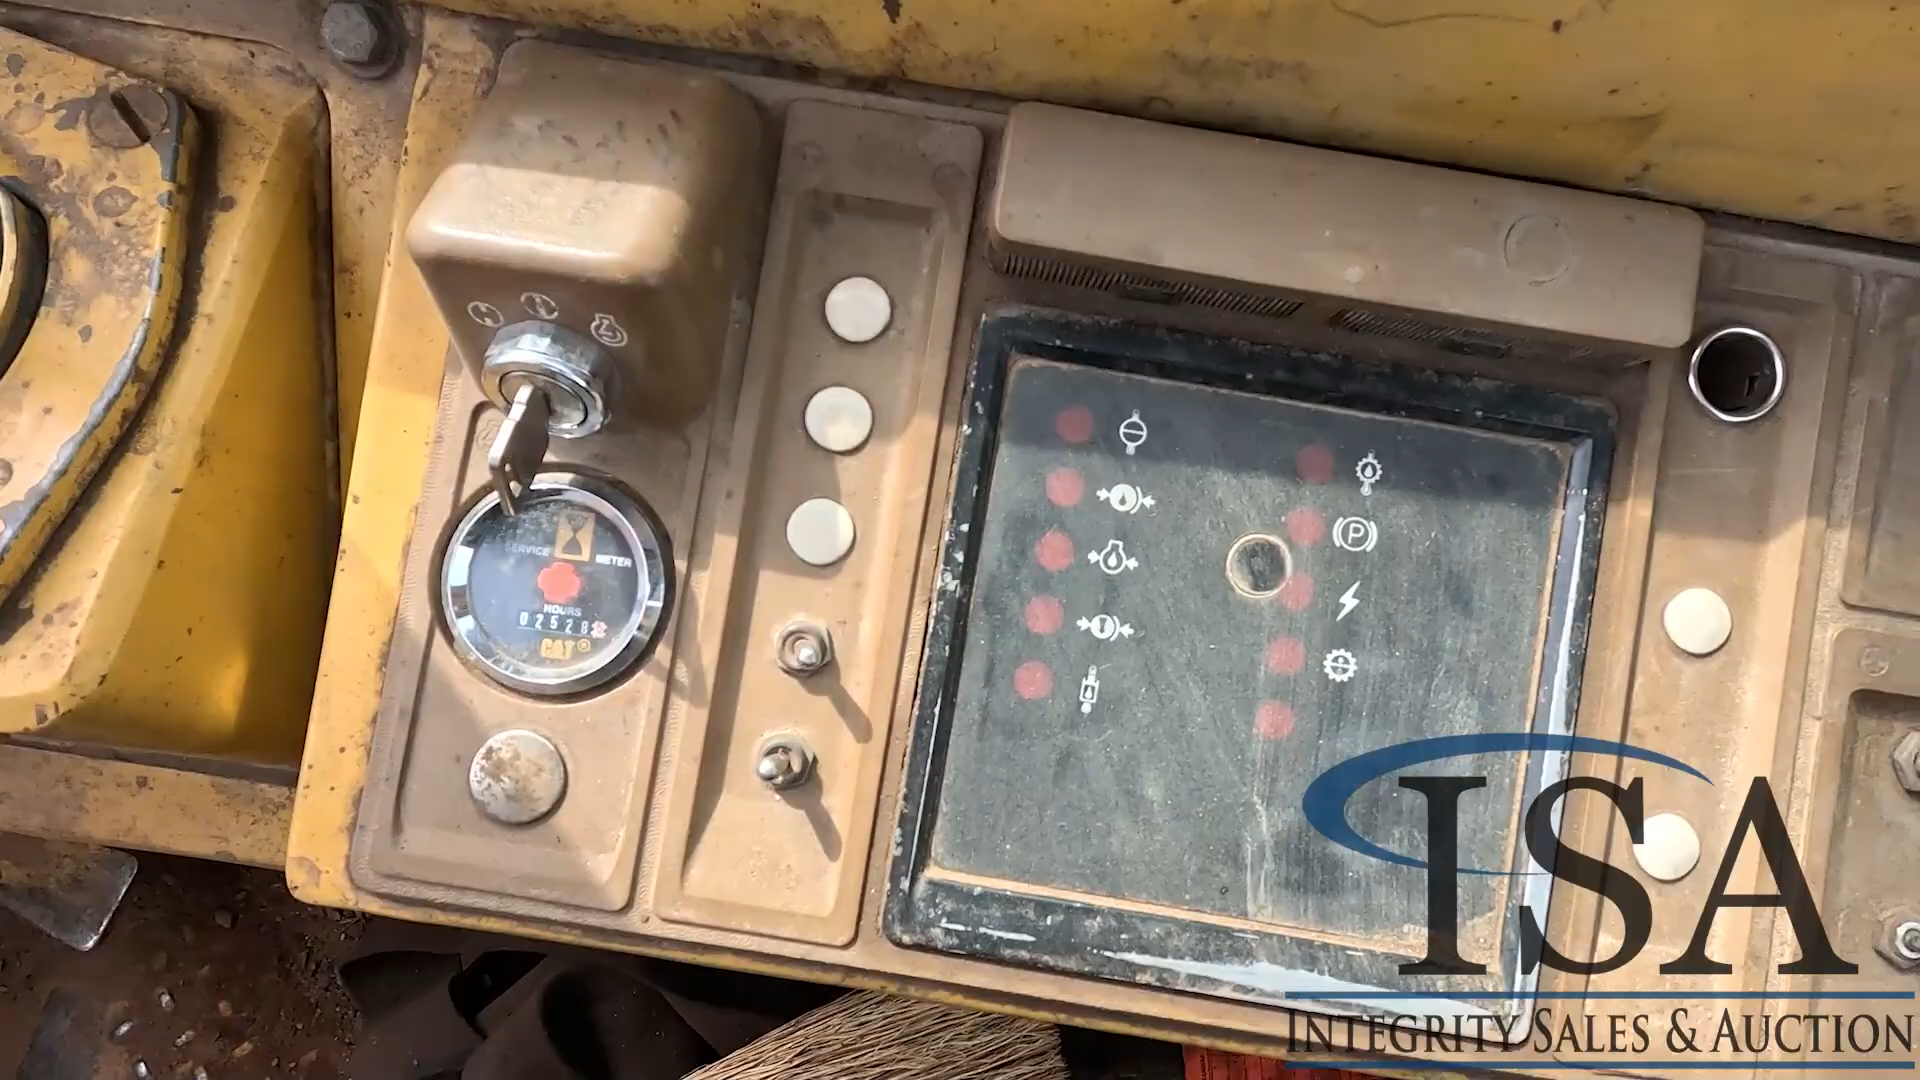 SERVICE METER
HOURS
02528
CAT®
P
ISA
INTEGRITY SALES & AUCTION